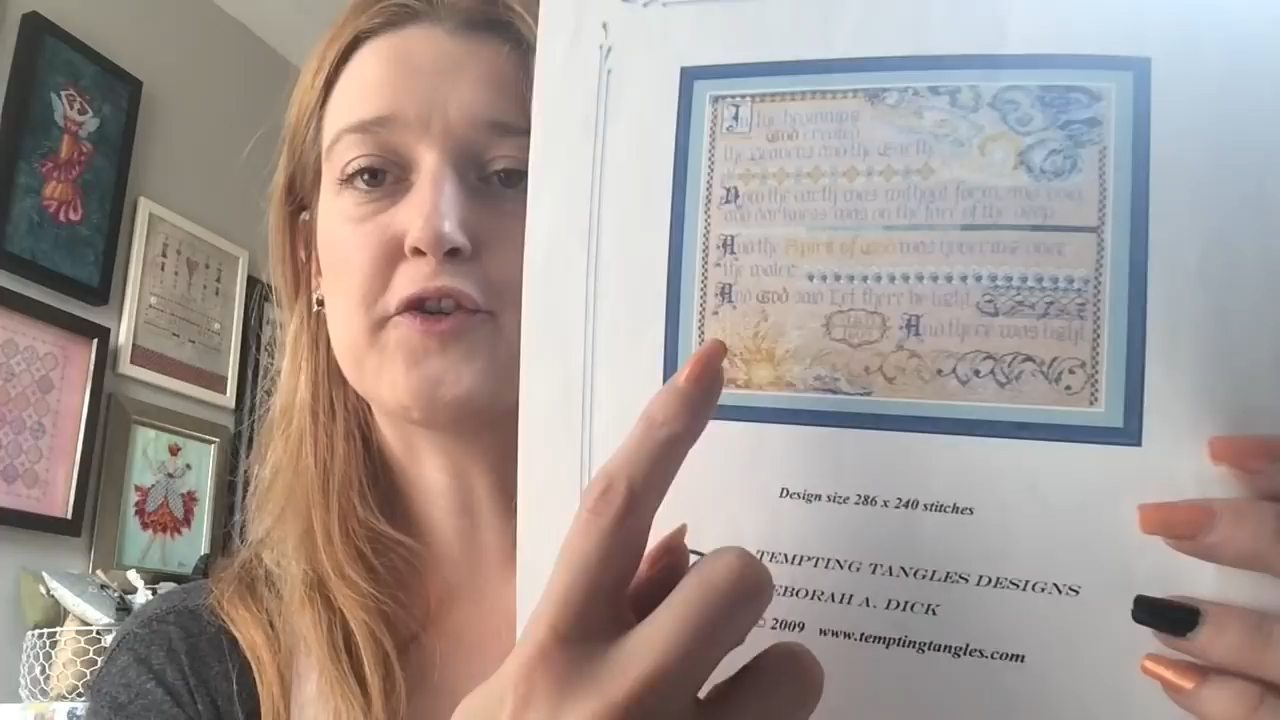 In the beginning
God created
the Heavens and the Earth
Now the earth was without form, and void,
and darkness was on the face of the deep
And the Spirit of God was hovering over
the water
And God said Let there be light
And there was light
Design size 286 x 240 stitches
TEMPTING TANGLES DESIGNS
EBORAH A. DICK
© 2009 www.temptingtangles.com